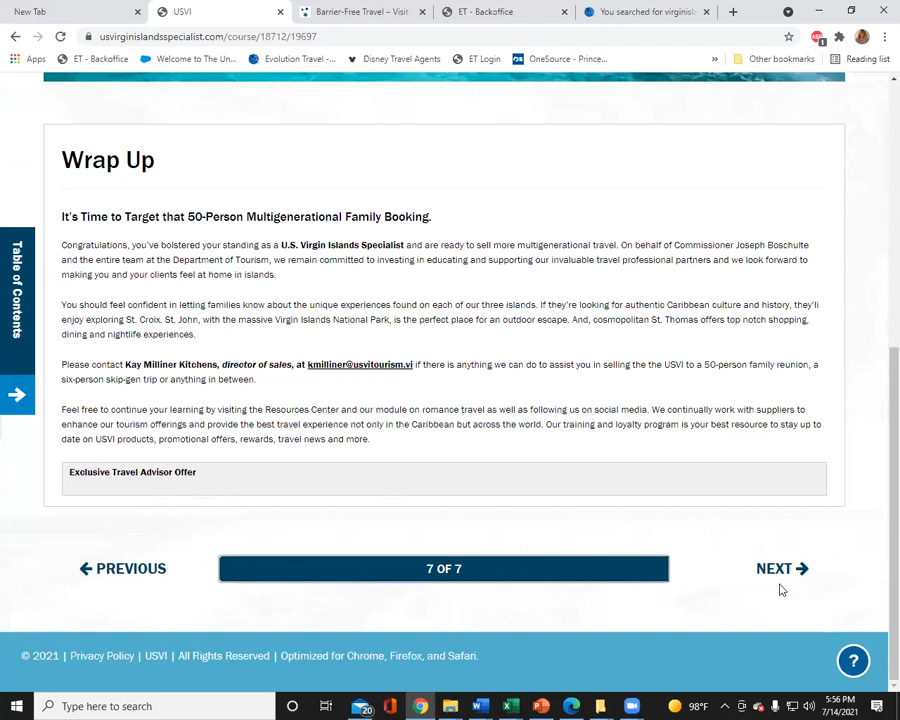 New Tab
USVI
Barrier-Free Travel – Visit
ET - Backoffice
You searched for virginisl
usvirginislandsspecialist.com/course/18712/19697
Apps
ET - Backoffice
Welcome to The Un...
Evolution Travel -...
Disney Travel Agents
ET Login
OneSource - Prince...
»
Other bookmarks
Reading list
Table of Contents
Wrap Up
It's Time to Target that 50-Person Multigenerational Family Booking.
Congratulations, you've bolstered your standing as a U.S. Virgin Islands Specialist and are ready to sell more multigenerational travel. On behalf of Commissioner Joseph Boschulte
and the entire team at the Department of Tourism, we remain committed to investing in educating and supporting our invaluable travel professional partners and we look forward to
making you and your clients feel at home in islands.
You should feel confident in letting families know about the unique experiences found on each of our three islands. If they're looking for authentic Caribbean culture and history, they'll
enjoy exploring St. Croix. St. John, with the massive Virgin Islands National Park, is the perfect place for an outdoor escape. And, cosmopolitan St. Thomas offers top notch shopping,
dining and nightlife experiences.
Please contact Kay Milliner Kitchens, director of sales, at kmilliner@usvitourism.vi if there is anything we can do to assist you in selling the the USVI to a 50-person family reunion, a
six-person skip-gen trip or anything in between.
Feel free to continue your learning by visiting the Resources Center and our module on romance travel as well as following us on social media. We continually work with suppliers to
enhance our tourism offerings and provide the best travel experience not only in the Caribbean but across the world. Our training and loyalty program is your best resource to stay up to
date on USVI products, promotional offers, rewards, travel news and more.
Exclusive Travel Advisor Offer
PREVIOUS
7 OF 7
NEXT
© 2021 | Privacy Policy | USVI | All Rights Reserved | Optimized for Chrome, Firefox, and Safari.
?
Type here to search
20
98°F
5:56 PM
7/14/2021